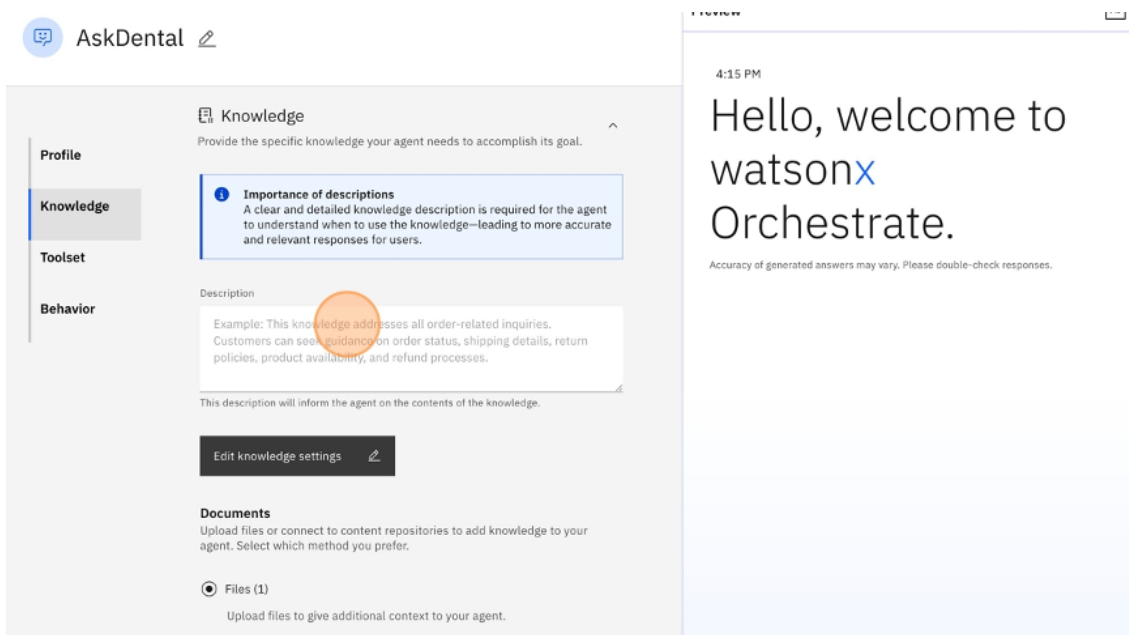 Preview
AskDental
4:15 PM
Hello, welcome to
watsonx
Orchestrate.
Accuracy of generated answers may vary. Please double-check responses.
Profile
Knowledge
Toolset
Behavior
Knowledge
Provide the specific knowledge your agent needs to accomplish its goal.
Importance of descriptions
A clear and detailed knowledge description is required for the agent
to understand when to use the knowledge—leading to more accurate
and relevant responses for users.
Description
Example: This knowledge addresses all order-related inquiries.
Customers can seek guidance on order status, shipping details, return
policies, product availability, and refund processes.
This description will inform the agent on the contents of the knowledge.
Edit knowledge settings
Documents
Upload files or connect to content repositories to add knowledge to your
agent. Select which method you prefer.
Files (1)
Upload files to give additional context to your agent.